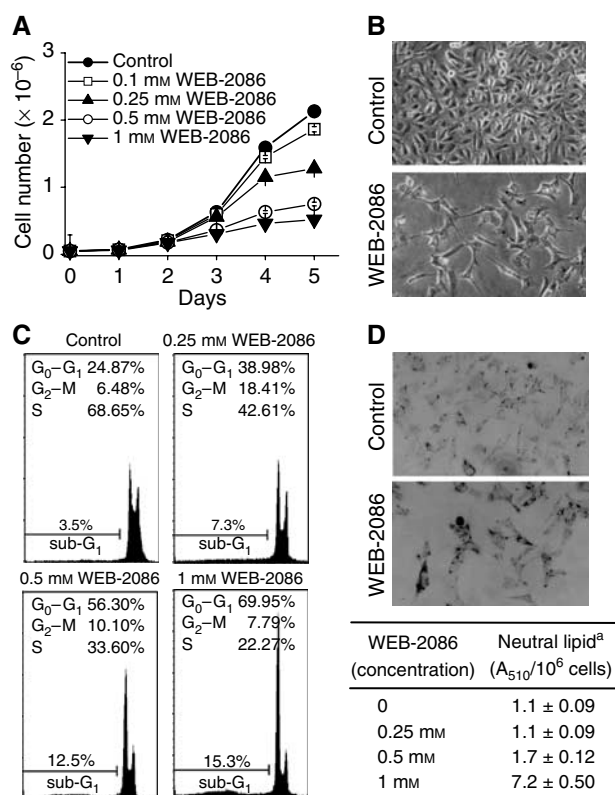 A
Cell number (× 10–6)
3
2
1
0
0 1 2 3 4 5
Days
Control
0.1 mM WEB-2086
0.25 mM WEB-2086
0.5 mM WEB-2086
1 mM WEB-2086
B
Control
WEB-2086
C
Control
G0–G1 24.87%
G2–M 6.48%
S 68.65%
3.5%
sub-G1
0.25 mM WEB-2086
G0–G1 38.98%
G2–M 18.41%
S 42.61%
7.3%
sub-G1
0.5 mM WEB-2086
G0–G1 56.30%
G2–M 10.10%
S 33.60%
12.5%
sub-G1
1 mM WEB-2086
G0–G1 69.95%
G2–M 7.79%
S 22.27%
15.3%
sub-G1
D
Control
WEB-2086
WEB-2086 Neutral lipida
(concentration) (A510/106 cells)
0 1.1 ± 0.09
0.25 mM 1.1 ± 0.09
0.5 mM 1.7 ± 0.12
1 mM 7.2 ± 0.50